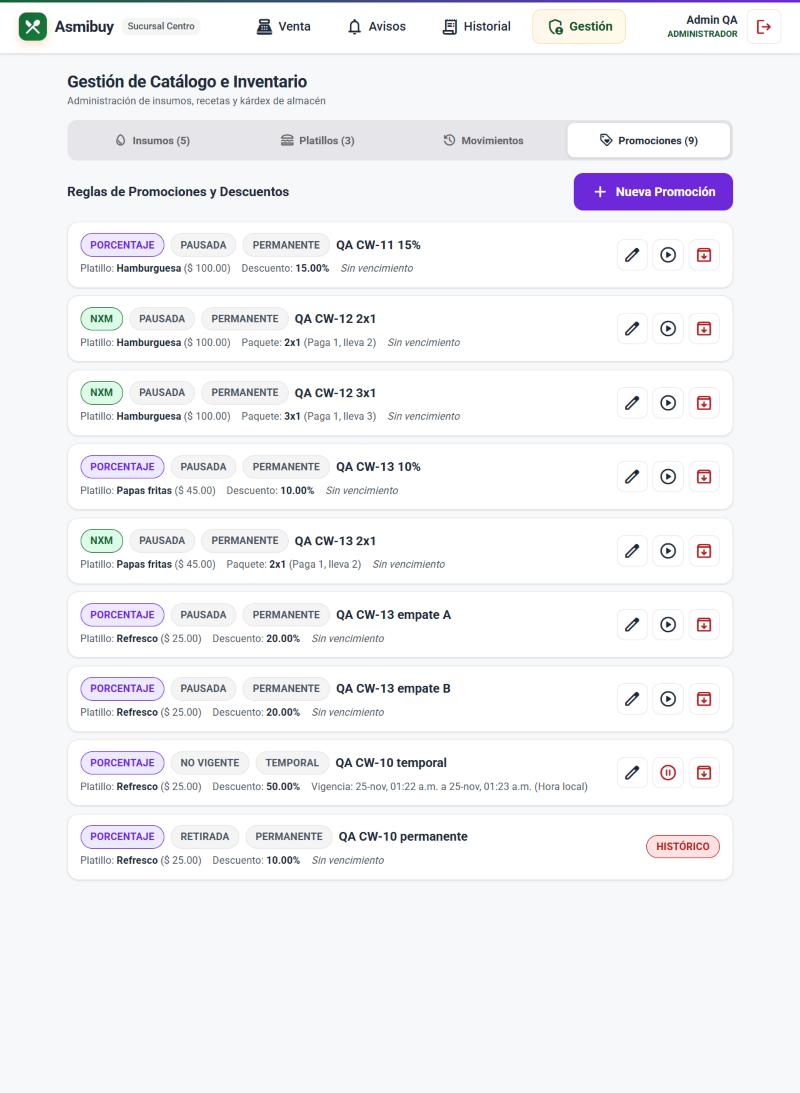 Asmibuy Sucursal Centro Venta Avisos Historial Gestión Admin QA
ADMINISTRADOR
Gestión de Catálogo e Inventario
Administración de insumos, recetas y kárdex de almacén
Insumos (5) Platillos (3) Movimientos Promociones (9)
Reglas de Promociones y Descuentos Nueva Promoción
PORCENTAJE PAUSADA PERMANENTE QA CW-11 15%
Platillo: Hamburguesa ($ 100.00) Descuento: 15.00% Sin vencimiento
NXM PAUSADA PERMANENTE QA CW-12 2x1
Platillo: Hamburguesa ($ 100.00) Paquete: 2x1 (Paga 1, lleva 2) Sin vencimiento
NXM PAUSADA PERMANENTE QA CW-12 3x1
Platillo: Hamburguesa ($ 100.00) Paquete: 3x1 (Paga 1, lleva 3) Sin vencimiento
PORCENTAJE PAUSADA PERMANENTE QA CW-13 10%
Platillo: Papas fritas ($ 45.00) Descuento: 10.00% Sin vencimiento
NXM PAUSADA PERMANENTE QA CW-13 2x1
Platillo: Papas fritas ($ 45.00) Paquete: 2x1 (Paga 1, lleva 2) Sin vencimiento
PORCENTAJE PAUSADA PERMANENTE QA CW-13 empate A
Platillo: Refresco ($ 25.00) Descuento: 20.00% Sin vencimiento
PORCENTAJE PAUSADA PERMANENTE QA CW-13 empate B
Platillo: Refresco ($ 25.00) Descuento: 20.00% Sin vencimiento
PORCENTAJE NO VIGENTE TEMPORAL QA CW-10 temporal
Platillo: Refresco ($ 25.00) Descuento: 50.00% Vigencia: 25-nov, 01:22 a.m. a 25-nov, 01:23 a.m. (Hora local)
PORCENTAJE RETIRADA PERMANENTE QA CW-10 permanente
Platillo: Refresco ($ 25.00) Descuento: 10.00% Sin vencimiento
HISTÓRICO